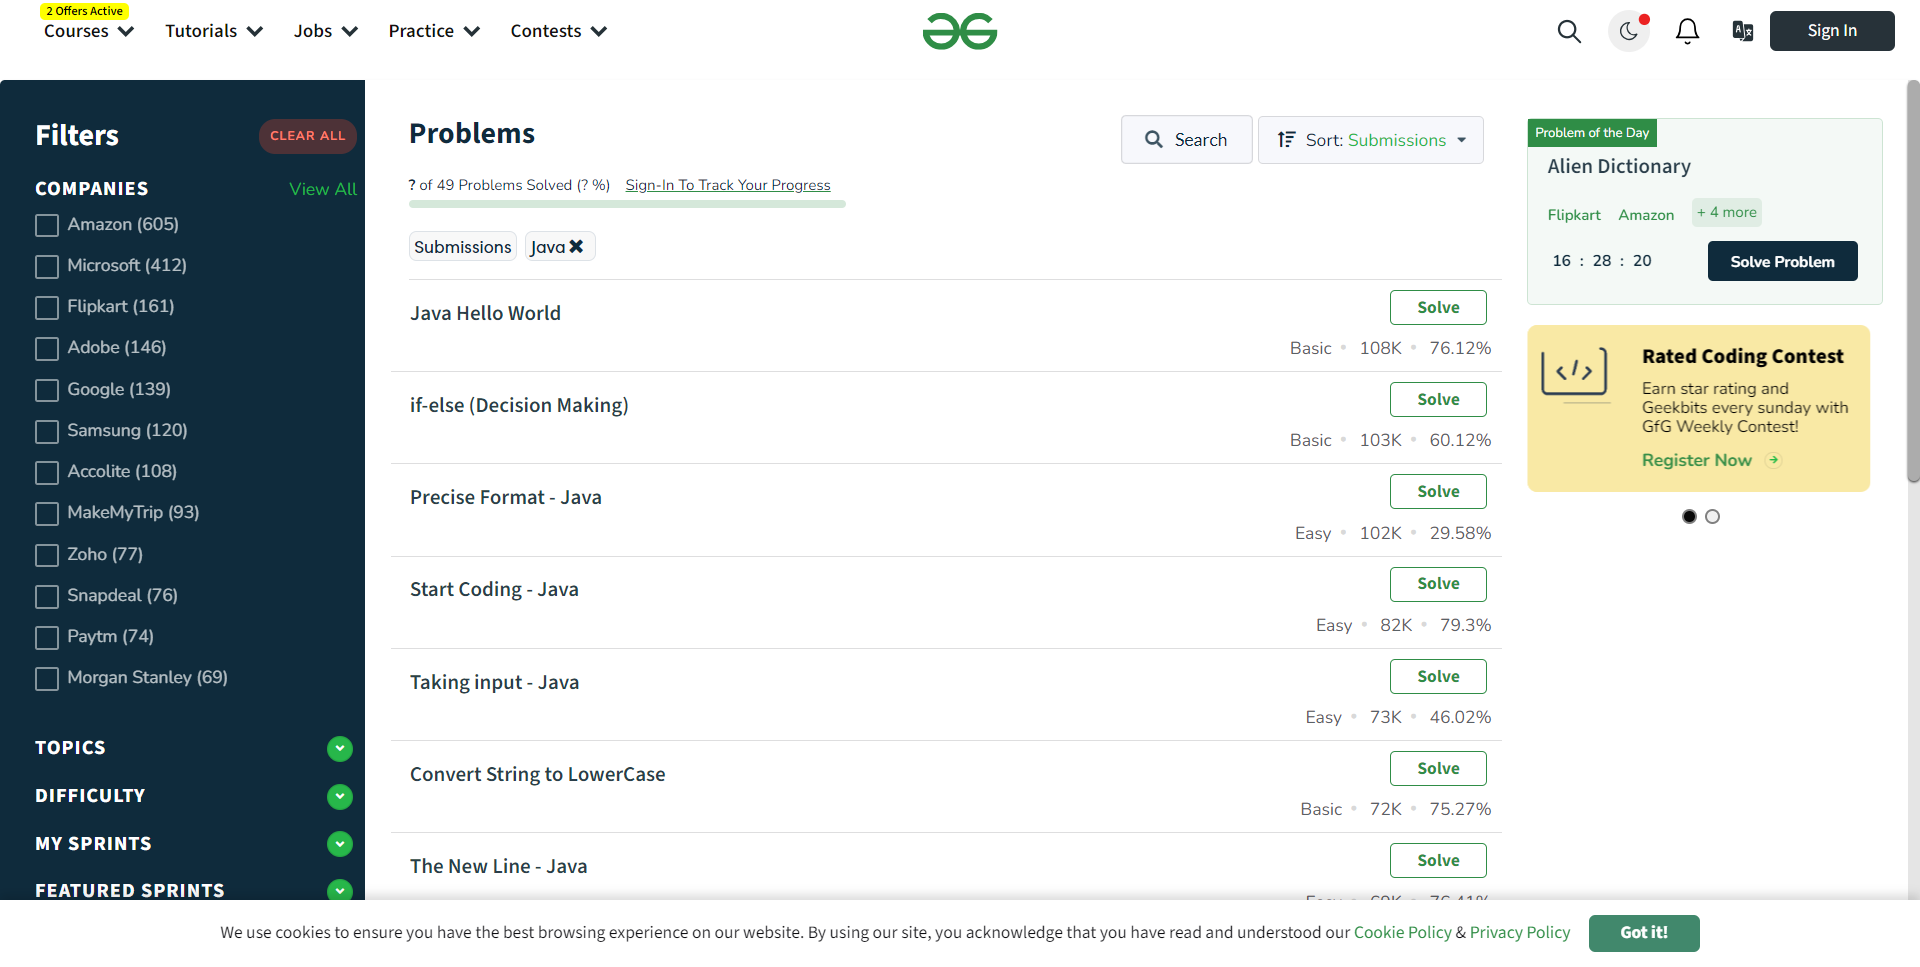 2 Offers Active
Courses Tutorials Jobs Practice Contests
Sign In
Filters
CLEAR ALL
COMPANIES
View All
Amazon (605)
Microsoft (412)
Flipkart (161)
Adobe (146)
Google (139)
Samsung (120)
Accolite (108)
MakeMyTrip (93)
Zoho (77)
Snapdeal (76)
Paytm (74)
Morgan Stanley (69)
TOPICS
DIFFICULTY
MY SPRINTS
FEATURED SPRINTS
Problems
Search
Sort: Submissions
? of 49 Problems Solved (? %) Sign-In To Track Your Progress
Submissions Java
Java Hello World
Solve
Basic • 108K • 76.12%
if-else (Decision Making)
Solve
Basic • 103K • 60.12%
Precise Format - Java
Solve
Easy • 102K • 29.58%
Start Coding - Java
Solve
Easy • 82K • 79.3%
Taking input - Java
Solve
Easy • 73K • 46.02%
Convert String to LowerCase
Solve
Basic • 72K • 75.27%
The New Line - Java
Solve
Problem of the Day
Alien Dictionary
Flipkart Amazon + 4 more
16 : 28 : 20
Solve Problem
Rated Coding Contest
Earn star rating and
Geekbits every sunday with
GfG Weekly Contest!
Register Now
We use cookies to ensure you have the best browsing experience on our website. By using our site, you acknowledge that you have read and understood our Cookie Policy & Privacy Policy
Got it!